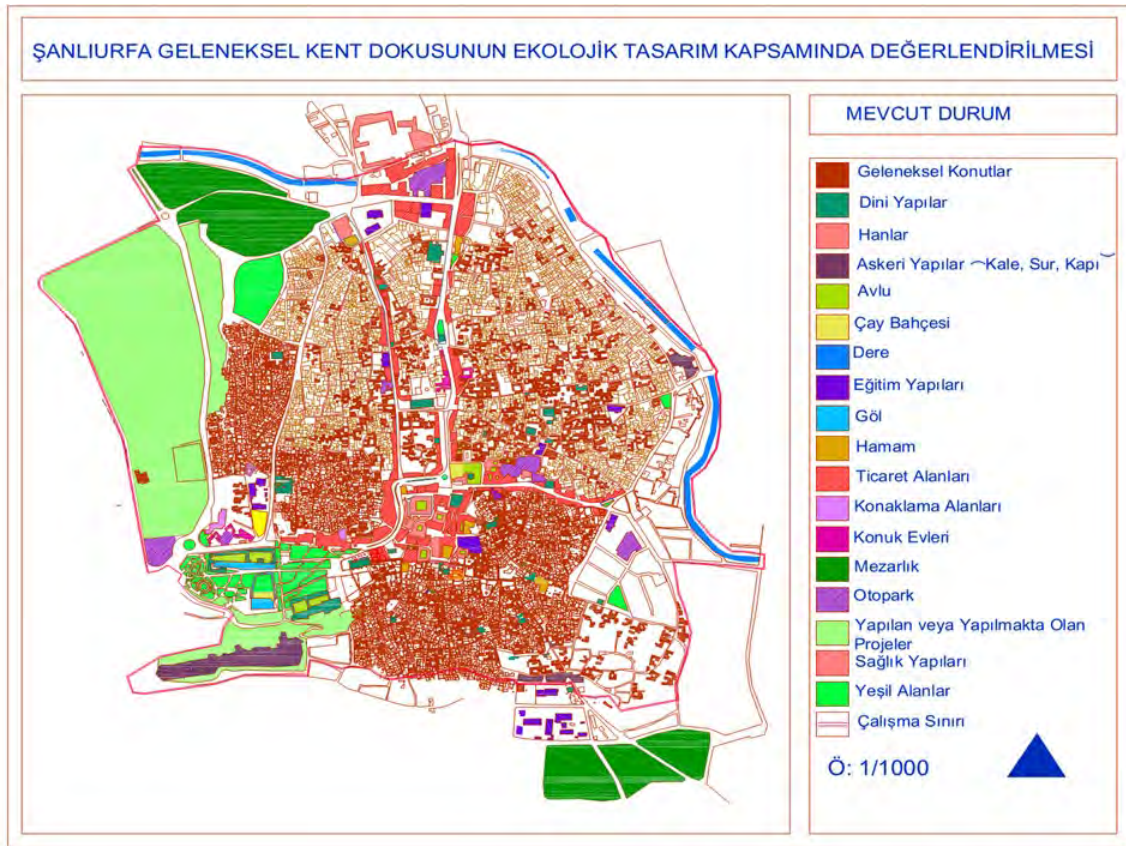 ŞANLIURFA GELENEKSEL KENT DOKUSUNUN EKOLOJİK TASARIM KAPSAMINDA DEĞERLENDİRİLMESİ
MEVCUT DURUM
Geleneksel Konutlar
Dini Yapılar
Hanlar
Askeri Yapılar (Kale, Sur, Kapı)
Avlu
Çay Bahçesi
Dere
Eğitim Yapıları
Göl
Hamam
Ticaret Alanları
Konaklama Alanları
Konuk Evleri
Mezarlık
Otopark
Yapılan veya Yapılmakta Olan
Projeler
Sağlık Yapıları
Yeşil Alanlar
Çalışma Sınırı
Ö: 1/1000